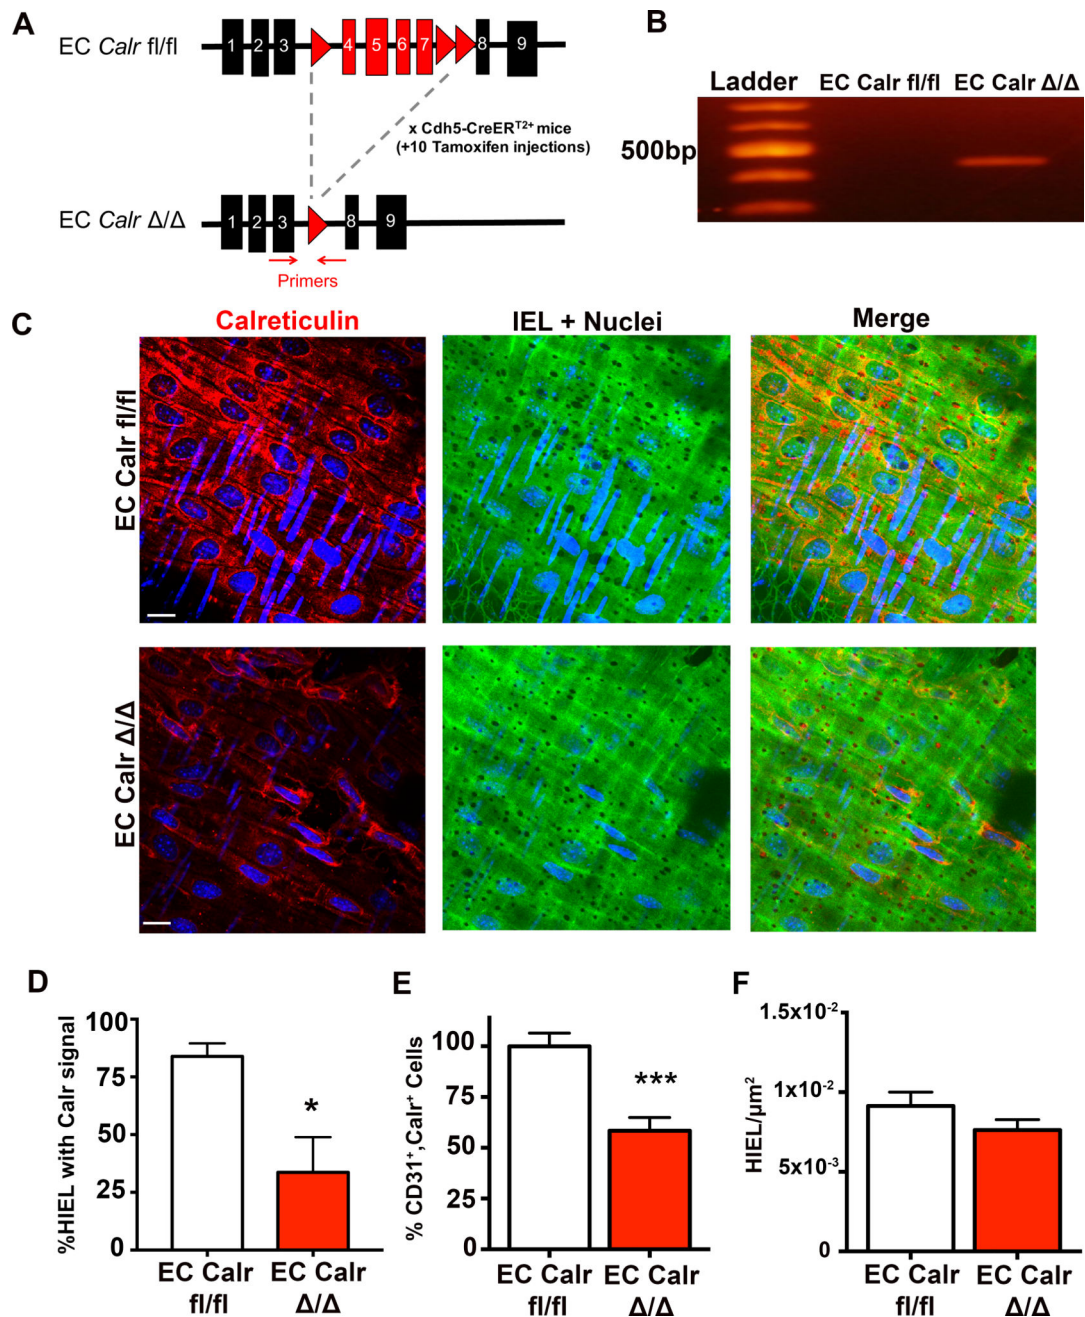 A
EC Calr fl/fl
1 2 3 4 5 6 7 8 9
x Cdh5-CreERT2+ mice
(+10 Tamoxifen injections)
EC Calr Δ/Δ
1 2 3 8 9
Primers
B
Ladder EC Calr fl/fl EC Calr Δ/Δ
500bp
C
Calreticulin IEL + Nuclei Merge
EC Calr fl/fl
EC Calr Δ/Δ
D
%HIEL with Calr signal
100
75
50
25
0
*
EC Calr fl/fl
EC Calr Δ/Δ
E
% CD31+,Calr+ Cells
100
75
50
25
0
***
EC Calr fl/fl
EC Calr Δ/Δ
F
HIEL/µm2
1.5x10-2
1x10-2
5x10-3
0
EC Calr fl/fl
EC Calr Δ/Δ